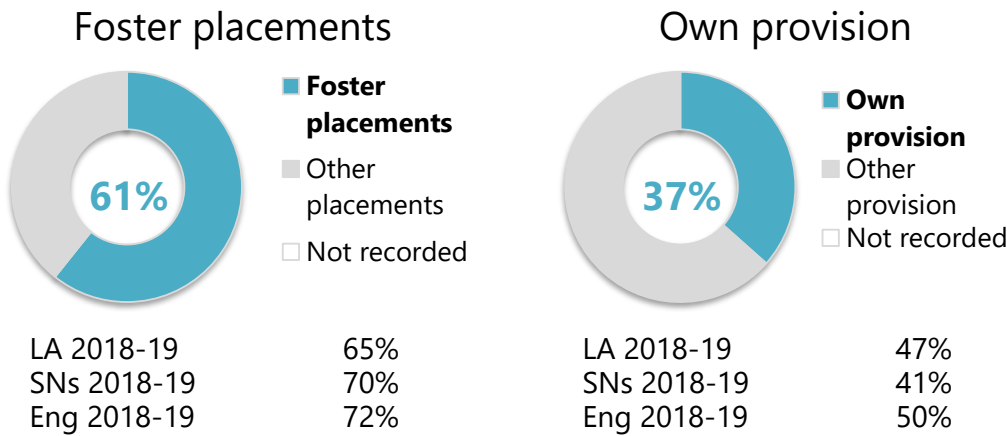 Foster placements
61%
Foster
placements
Other
placements
Not recorded
LA 2018-19 65%
SNs 2018-19 70%
Eng 2018-19 72%
Own provision
37%
Own
provision
Other
provision
Not recorded
LA 2018-19 47%
SNs 2018-19 41%
Eng 2018-19 50%